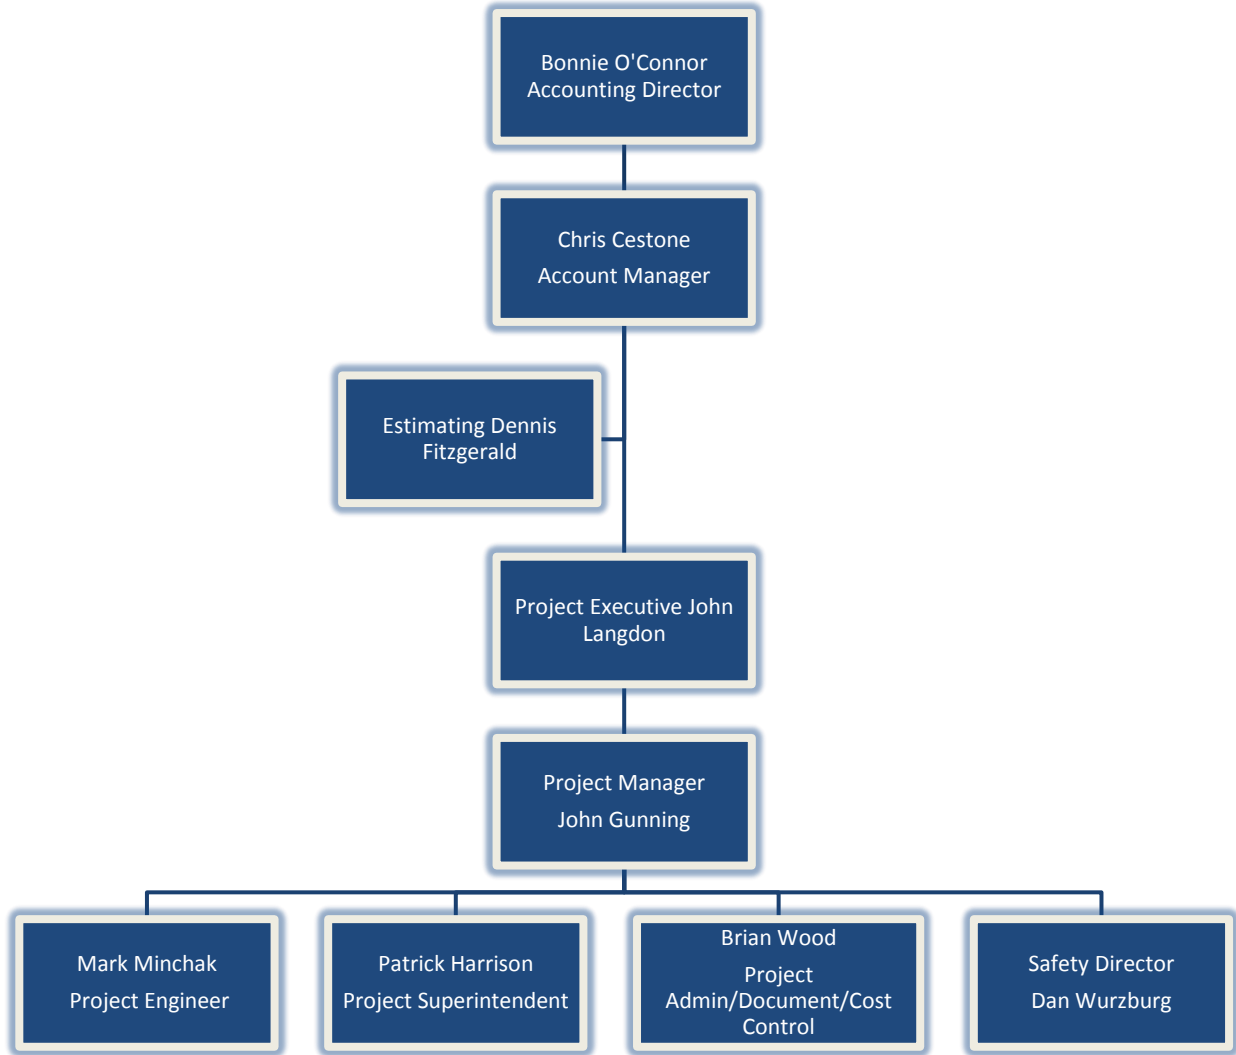 Bonnie O'Connor
Accounting Director
Chris Cestone
Account Manager
Estimating Dennis
Fitzgerald
Project Executive John
Langdon
Project Manager
John Gunning
Mark Minchak
Project Engineer
Patrick Harrison
Project Superintendent
Brian Wood
Project
Admin/Document/Cost
Control
Safety Director
Dan Wurzburg